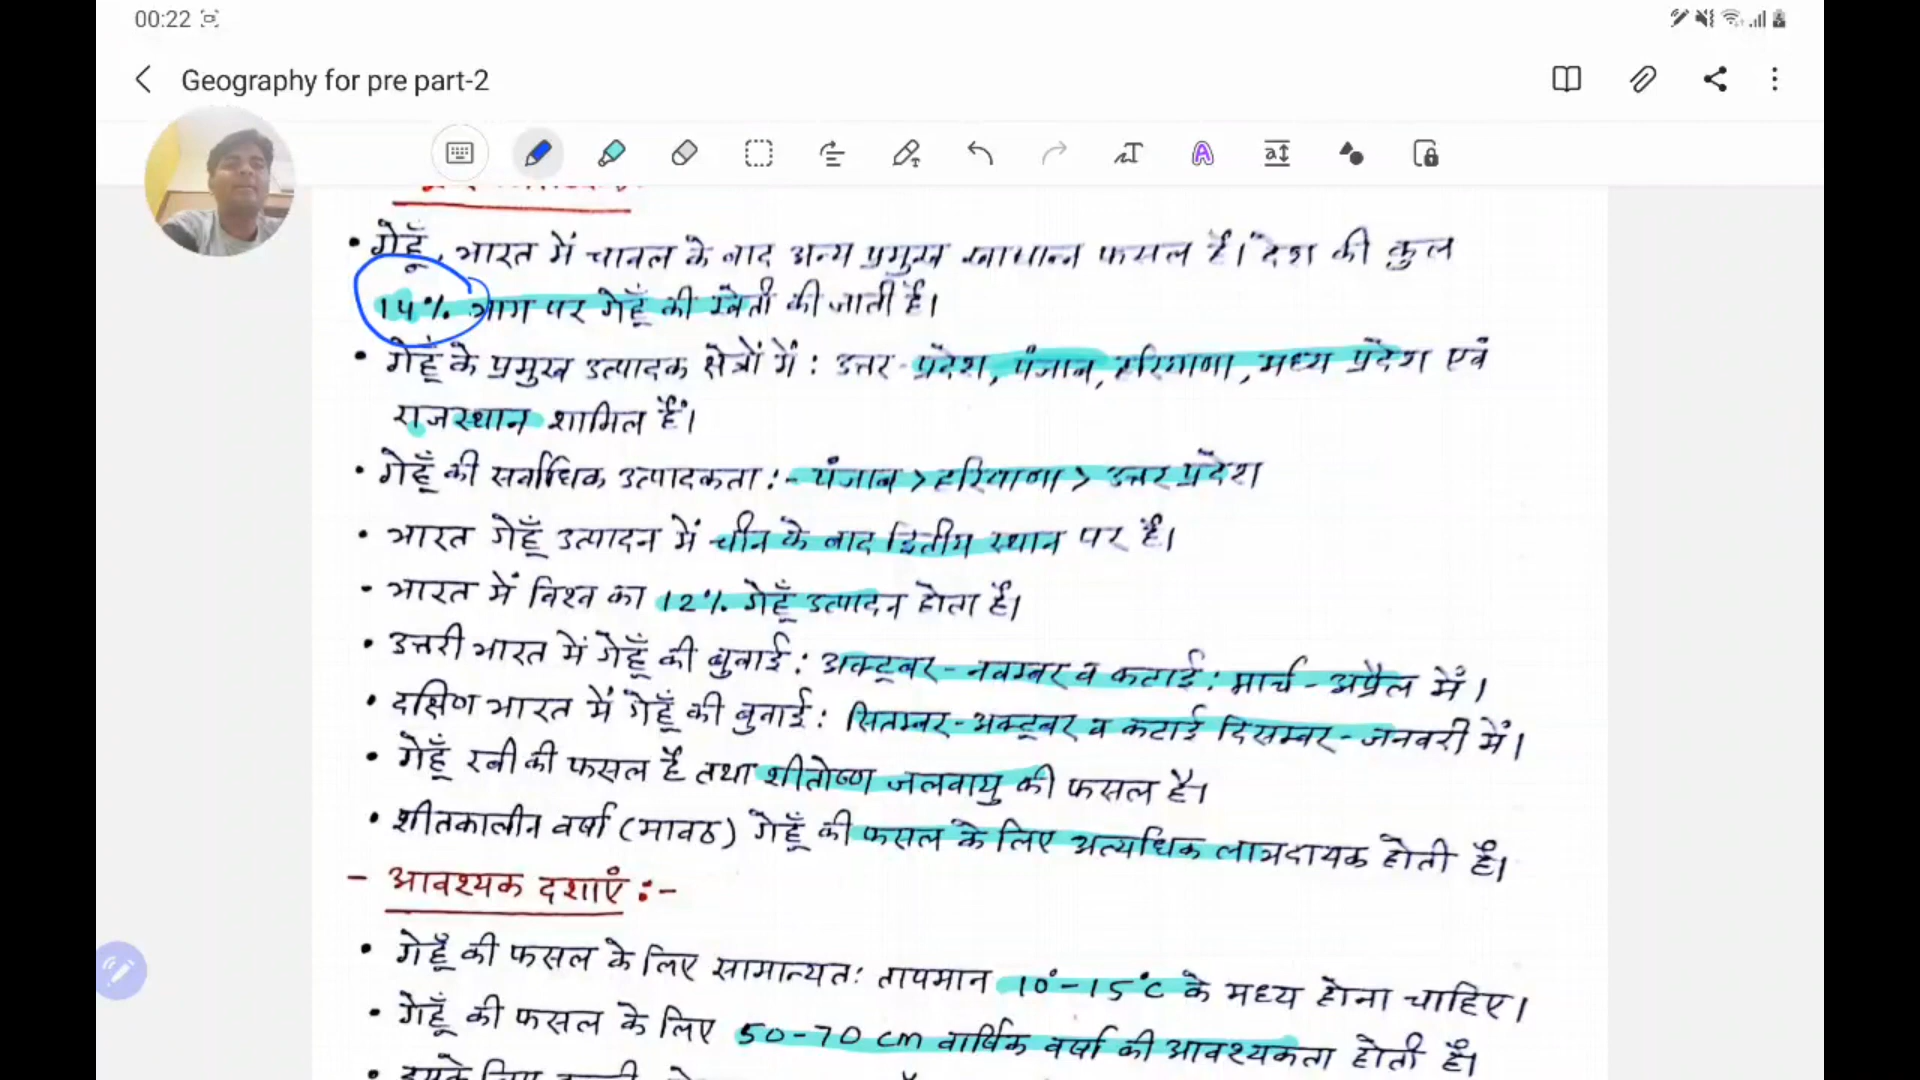 00:22
Geography for pre part-2
• गेहूँ, भारत में चावल के बाद अन्य प्रमुख खाद्यान्न फसल है। देश की कुल
14% भाग पर गेहूँ की खेती की जाती है।
• गेहूं के प्रमुख उत्पादक क्षेत्रों में : उत्तर-प्रदेश, पंजाब, हरियाणा, मध्य प्रदेश एवं
राजस्थान शामिल हैं।
• गेहूँ की सर्वाधिक उत्पादकता :- पंजाब > हरियाणा > उत्तर प्रदेश
• भारत गेहूँ उत्पादन में चीन के बाद द्वितीय स्थान पर है।
- भारत में विश्व का 12% गेहूँ उत्पादन होता है।
• उत्तरी भारत में गेहूँ की बुवाई : अक्टूबर - नवम्बर व कटाई : मार्च - अप्रैल में।
• दक्षिण भारत में गेहूँ की बुवाई : सितम्बर - अक्टूबर व कटाई दिसम्बर - जनवरी में।
• गेहूँ रबी की फसल है तथा शीतोष्ण जलवायु की फसल है।
• शीतकालीन वर्षा (मावठ) गेहूँ की फसल के लिए अत्यधिक लाभदायक होती है।
- आवश्यक दशाएं :-
• गेहूँ की फसल के लिए सामान्यतः तापमान 10°-15°c के मध्य होना चाहिए।
• गेहूँ की फसल के लिए 50-70 cm वार्षिक वर्षा की आवश्यकता होती है।
• इसके लिए